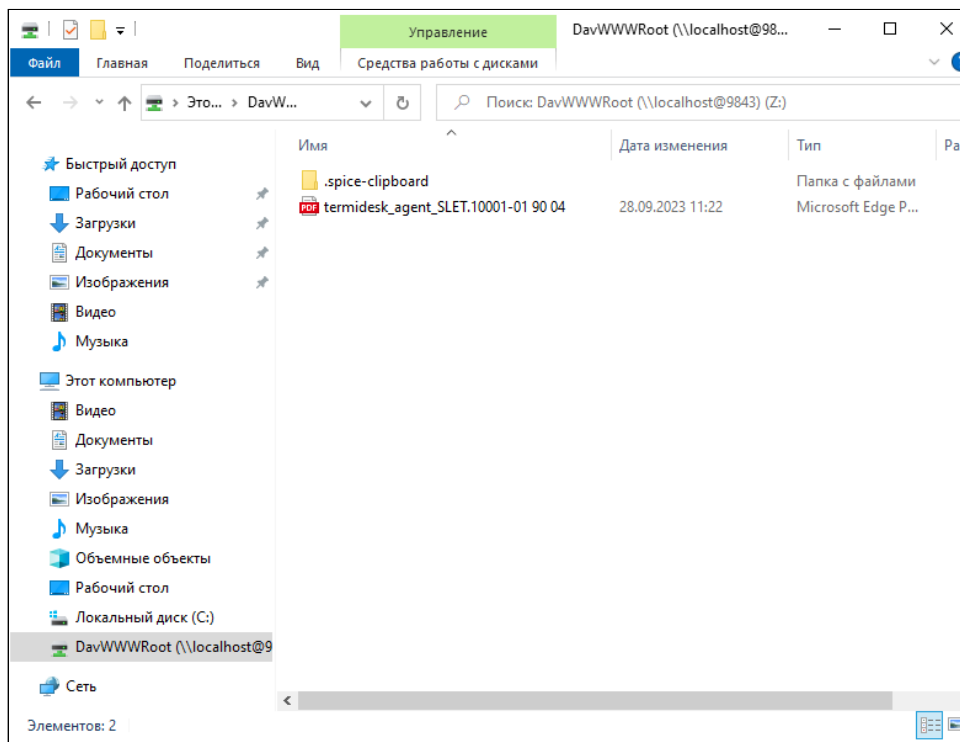 Управление
DavWWWRoot (\\localhost@98...
Файл Главная Поделиться Вид Средства работы с дисками
Это... DavW... Поиск: DavWWWRoot (\\localhost@9843) (Z:)
Имя Дата изменения Тип Ра
Быстрый доступ
.spice-clipboard Папка с файлами
Рабочий стол
termidesk_agent_SLET.10001-01 90 04 28.09.2023 11:22 Microsoft Edge P...
Загрузки
Документы
Изображения
Видео
Музыка
Этот компьютер
Видео
Документы
Загрузки
Изображения
Музыка
Объемные объекты
Рабочий стол
Локальный диск (C:)
DavWWWRoot (\\localhost@9
Сеть
Элементов: 2